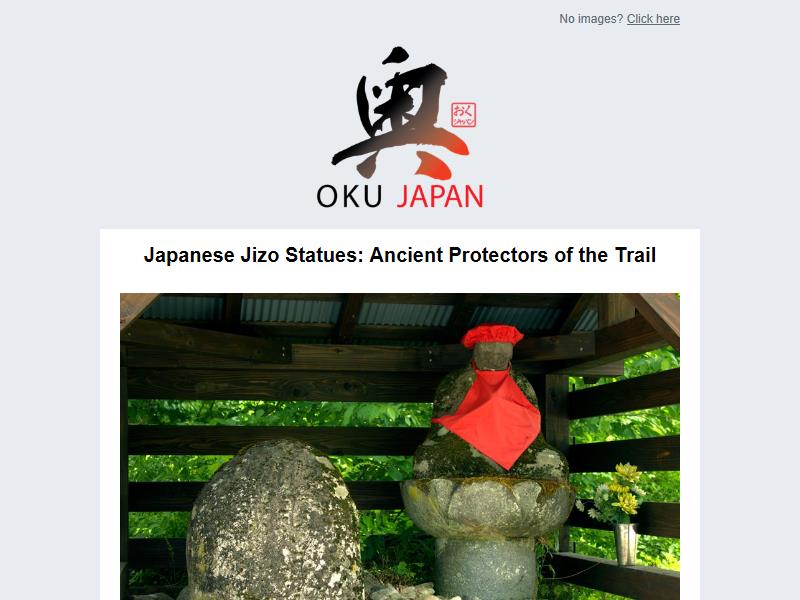 No images? Click here
奥
おく
ジャパン
OKU JAPAN
Japanese Jizo Statues: Ancient Protectors of the Trail